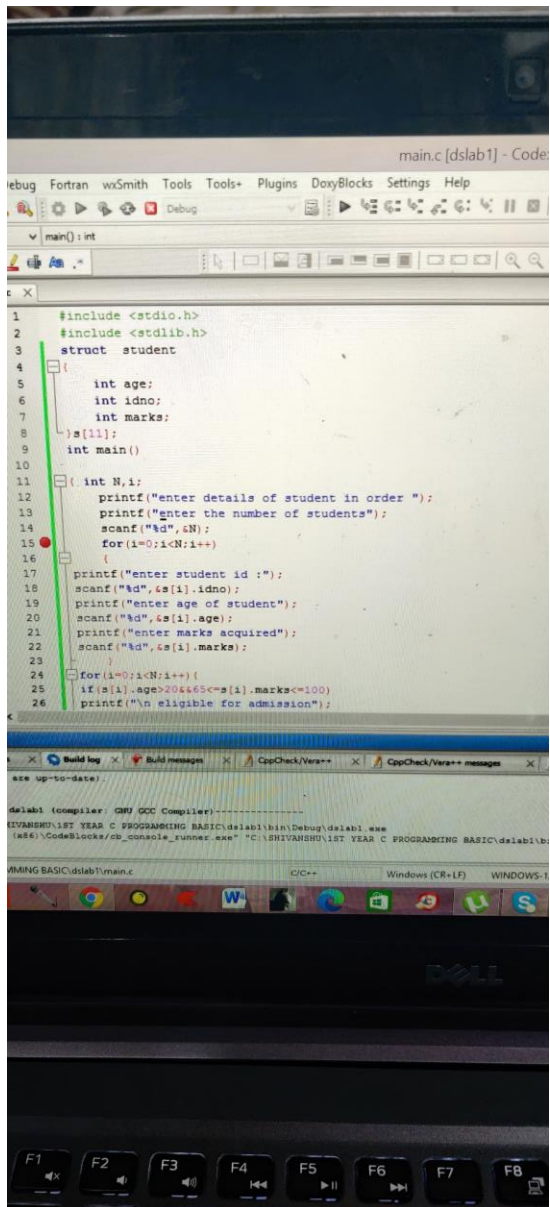 main.c [dslab1] - Code:
ebug Fortran wxSmith Tools Tools+ Plugins DoxyBlocks Settings Help
Debug
main() : int
1 #include <stdio.h>
2 #include <stdlib.h>
3 struct student
4 {
5 int age;
6 int idno;
7 int marks;
8 }s[11];
9 int main()
10
11 { int N,i;
12 printf("enter details of student in order ");
13 printf("enter the number of students");
14 scanf("%d",&N);
15 for(i=0;i<N;i++)
16 {
17 printf("enter student id :");
18 scanf("%d",&s[i].idno);
19 printf("enter age of student");
20 scanf("%d",&s[i].age);
21 printf("enter marks acquired");
22 scanf("%d",&s[i].marks);
23 }
24 for(i=0;i<N;i++){
25 if(s[i].age>20&&65<=s[i].marks<=100)
26 printf("\n eligible for admission");
Build log Build messages CppCheck/Vera++ CppCheck/Vera++ messages
are up-to-date).
dslab1 (compiler: GNU GCC Compiler)---------------
HIVANSHU\1ST YEAR C PROGRAMMING BASIC\dslab1\bin\Debug\dslab1.exe
(x86)\CodeBlocks/cb_console_runner.exe" "C:\SHIVANSHU\1ST YEAR C PROGRAMMING BASIC\dslab1\bi
MMING BASIC\dslab1\main.c C/C++ Windows (CR+LF) WINDOWS-1
DELL
F1 F2 F3 F4 F5 F6 F7 F8